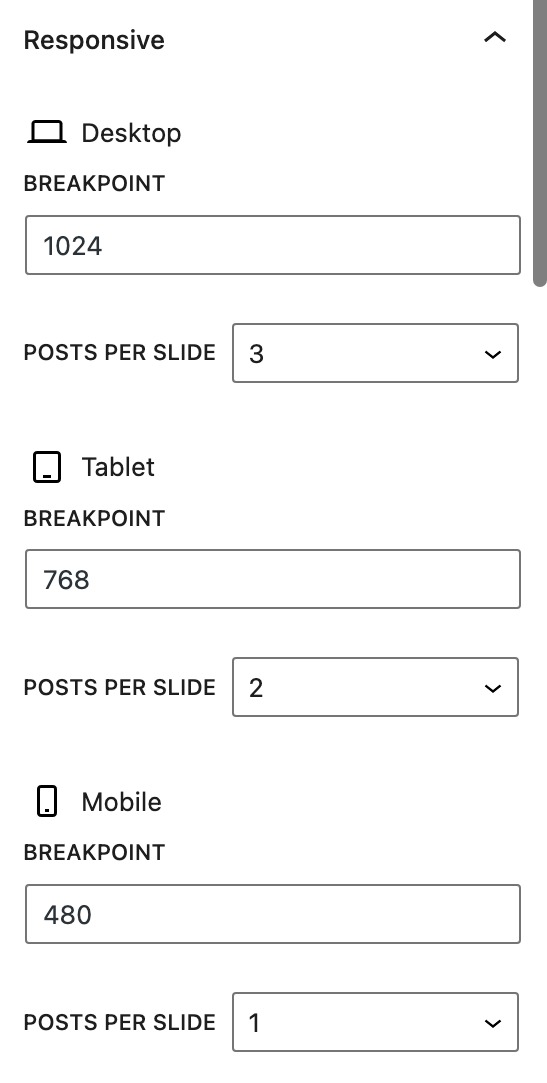 Responsive
Desktop
BREAKPOINT
1024
POSTS PER SLIDE 3
Tablet
BREAKPOINT
768
POSTS PER SLIDE 2
Mobile
BREAKPOINT
480
POSTS PER SLIDE 1